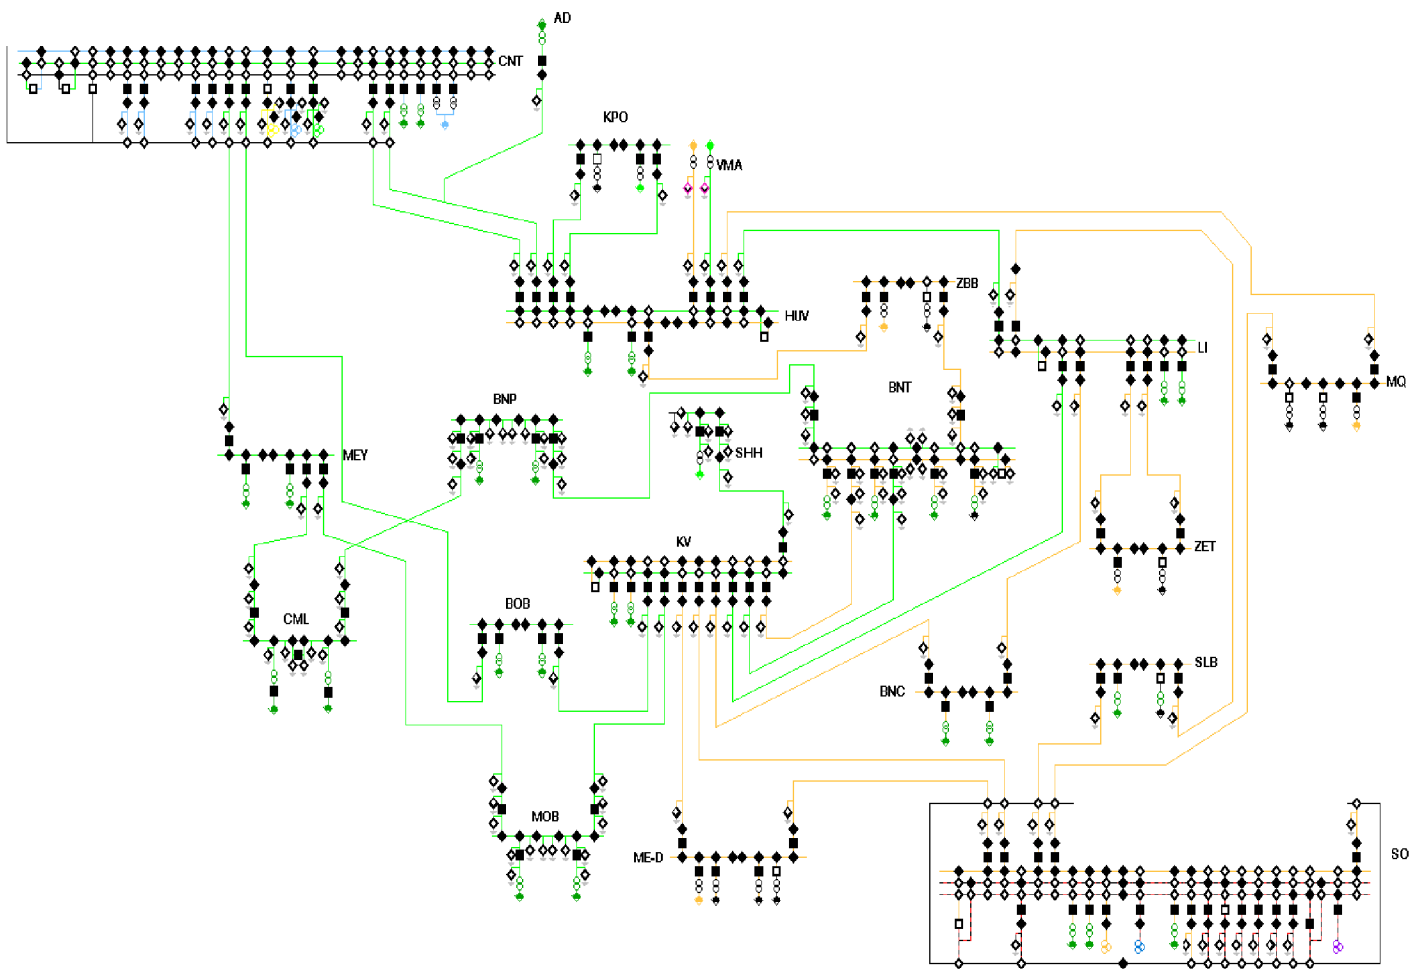 AD
CNT
KPO
VMA
ZBB
HUV
LI
MQ
BNP
BNT
SHH
MEY
KV
ZET
BOB
CML
SLB
BNC
MOB
ME-D
SO